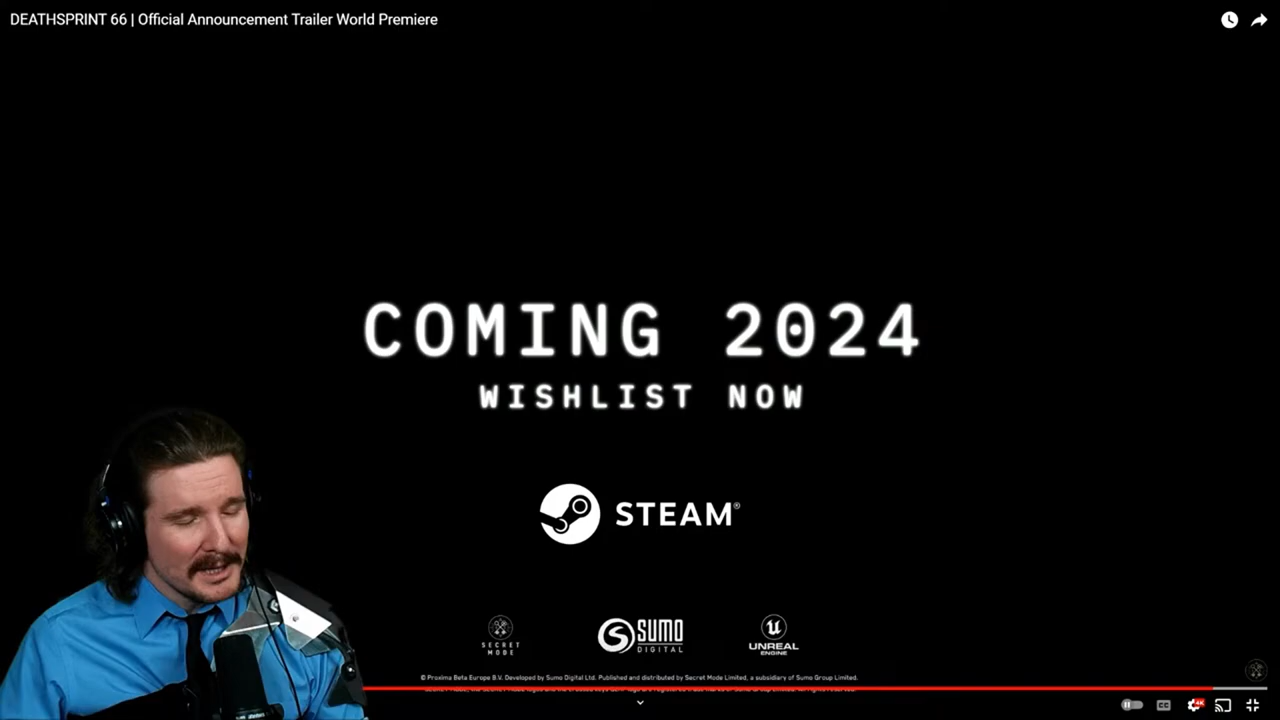 DEATHSPRINT 66 | Official Announcement Trailer World Premiere
COMING 2024
WISHLIST NOW
STEAM®
SECRET
MODE
SUMO
DIGITAL
UNREAL
ENGINE
© Proxima Beta Europe B.V. Developed by Sumo Digital Ltd. Published and distributed by Secret Mode Limited, a subsidiary of Sumo Group Limited.
CC
4K